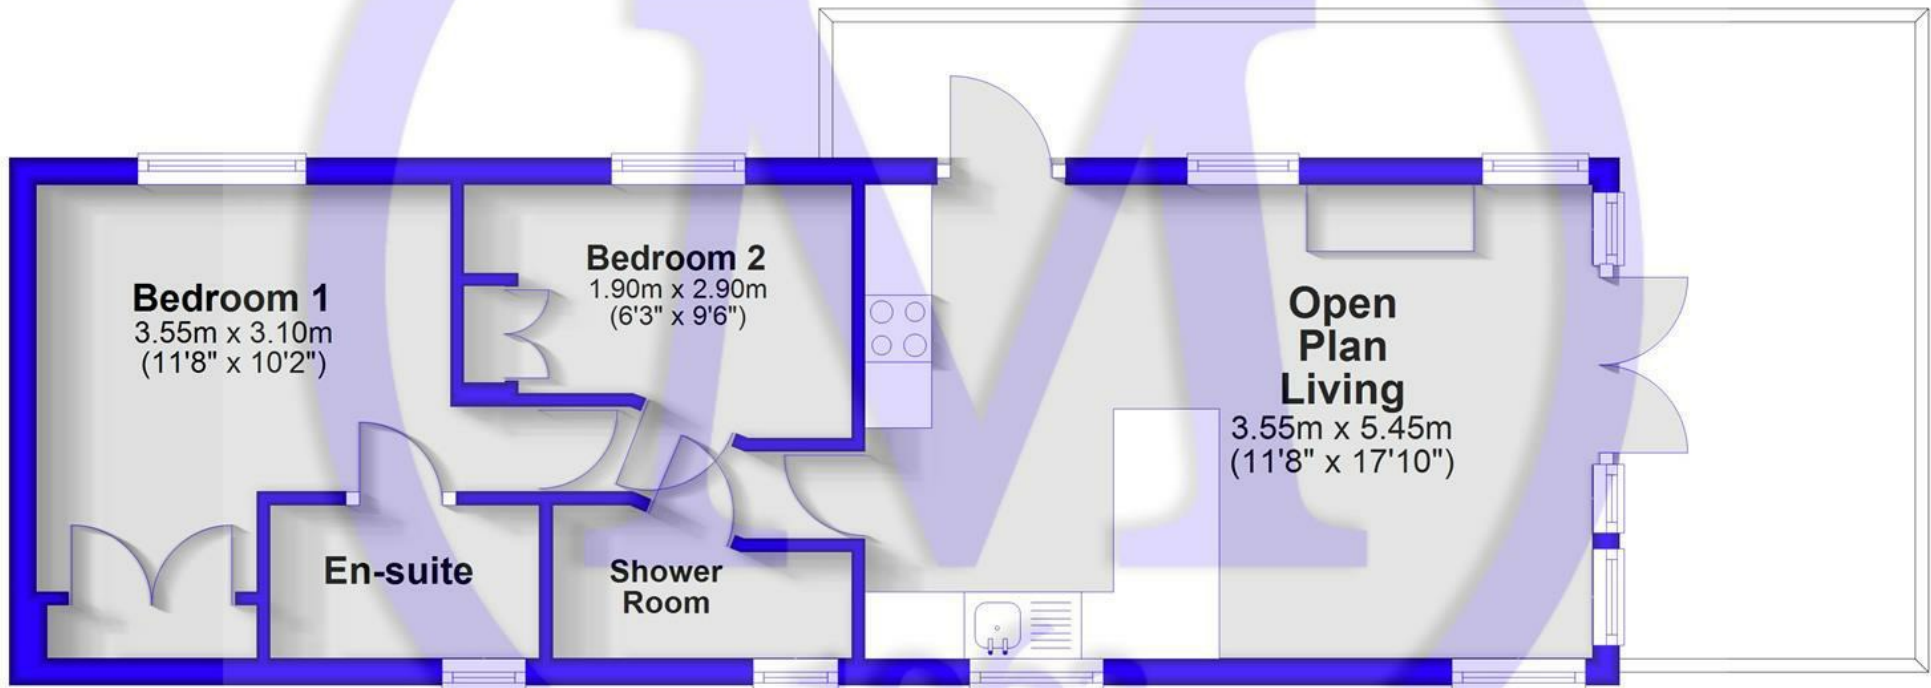 Bedroom 1
3.55m x 3.10m
(11'8" x 10'2")
Bedroom 2
1.90m x 2.90m
(6'3" x 9'6")
Open
Plan
Living
3.55m x 5.45m
(11'8" x 17'10")
En-suite
Shower
Room